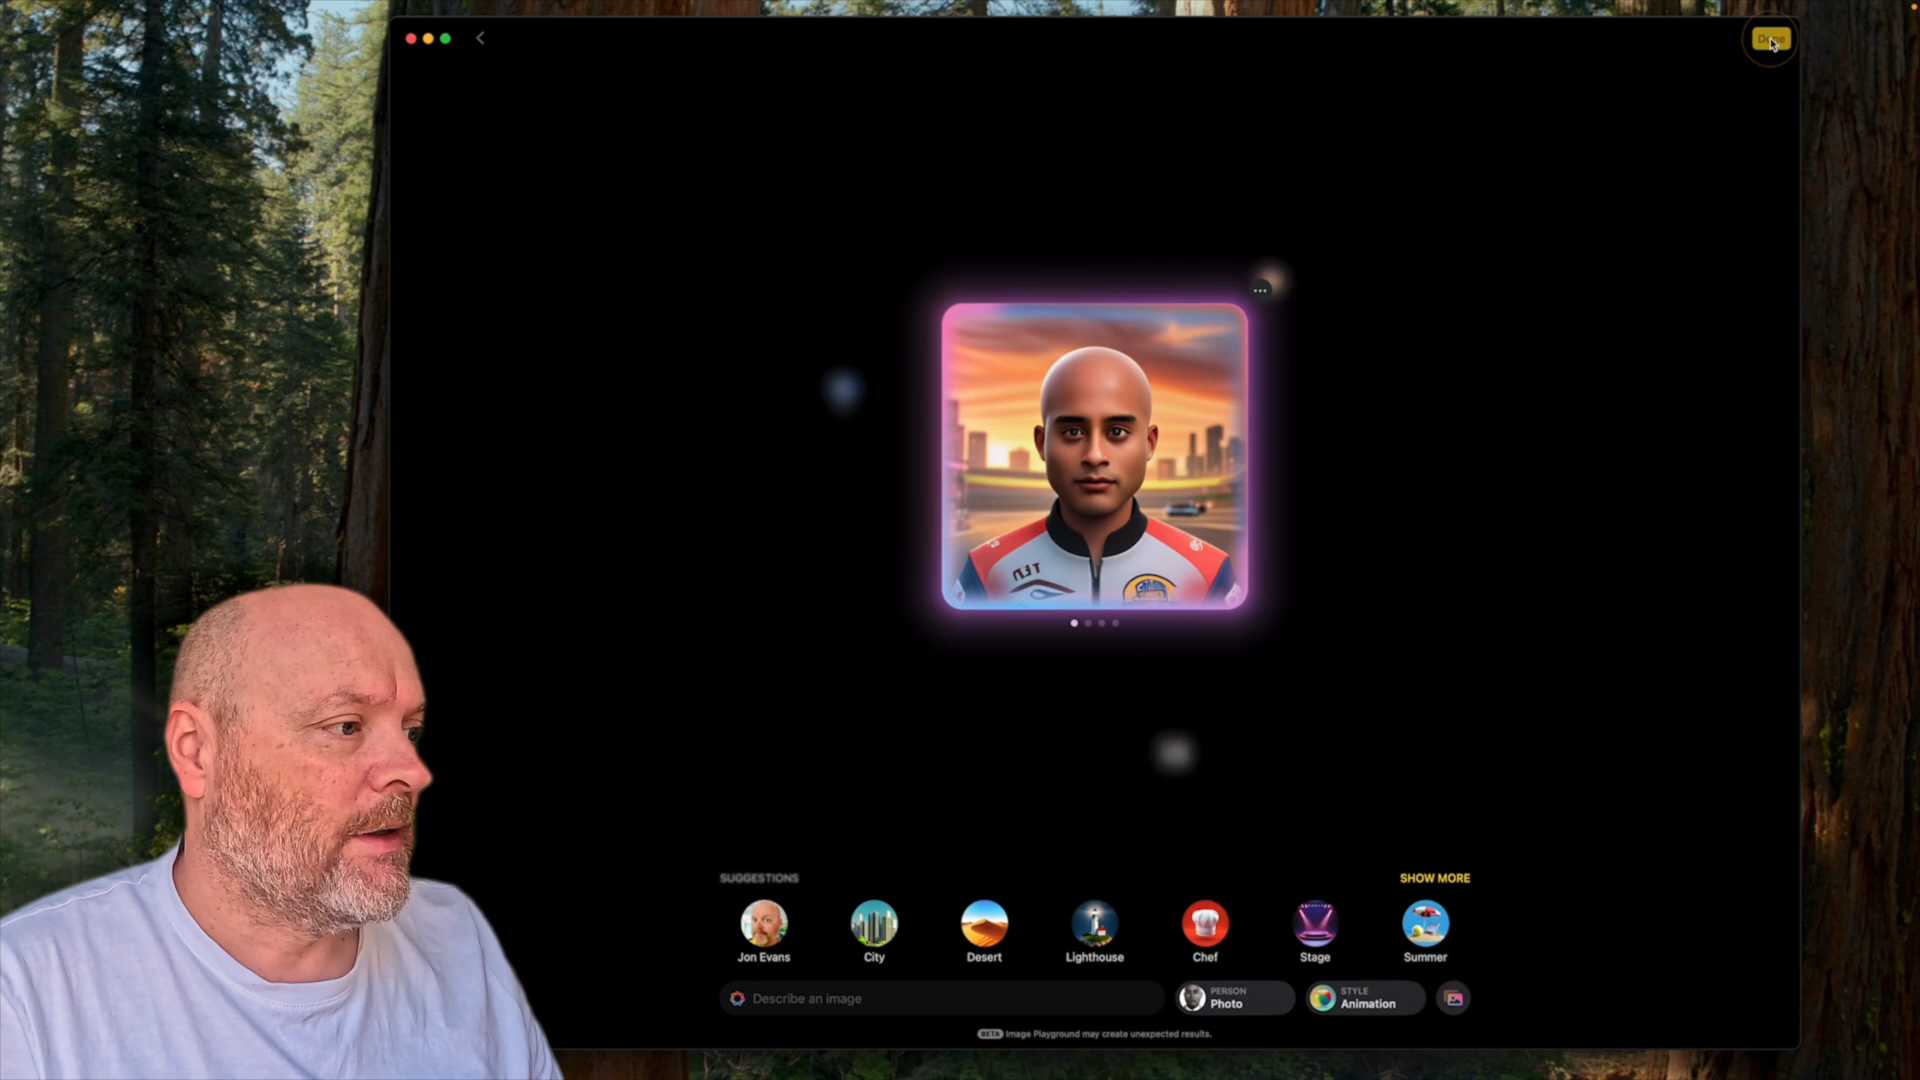 Done
SUGGESTIONS
SHOW MORE
Jon Evans
City
Desert
Lighthouse
Chef
Stage
Summer
Describe an image
PERSON
Photo
STYLE
Animation
BETA Image Playground may create unexpected results.